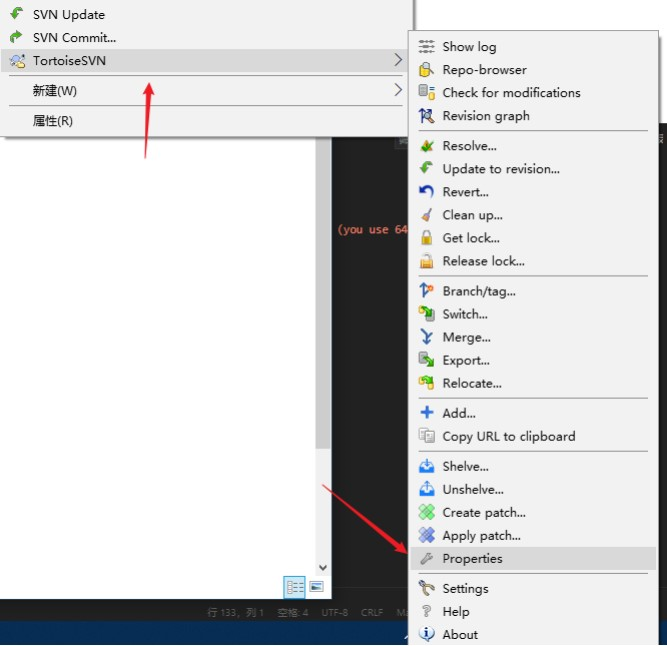 SVN Update
SVN Commit...
TortoiseSVN
新建(W)
属性(R)
Show log
Repo-browser
Check for modifications
Revision graph
Resolve...
Update to revision...
Revert...
Clean up...
Get lock...
Release lock...
Branch/tag...
Switch...
Merge...
Export...
Relocate...
Add...
Copy URL to clipboard
Shelve...
Unshelve...
Create patch...
Apply patch...
Properties
Settings
Help
About
(you use 64
行 133，列 1 空格: 4 UTF-8 CRLF